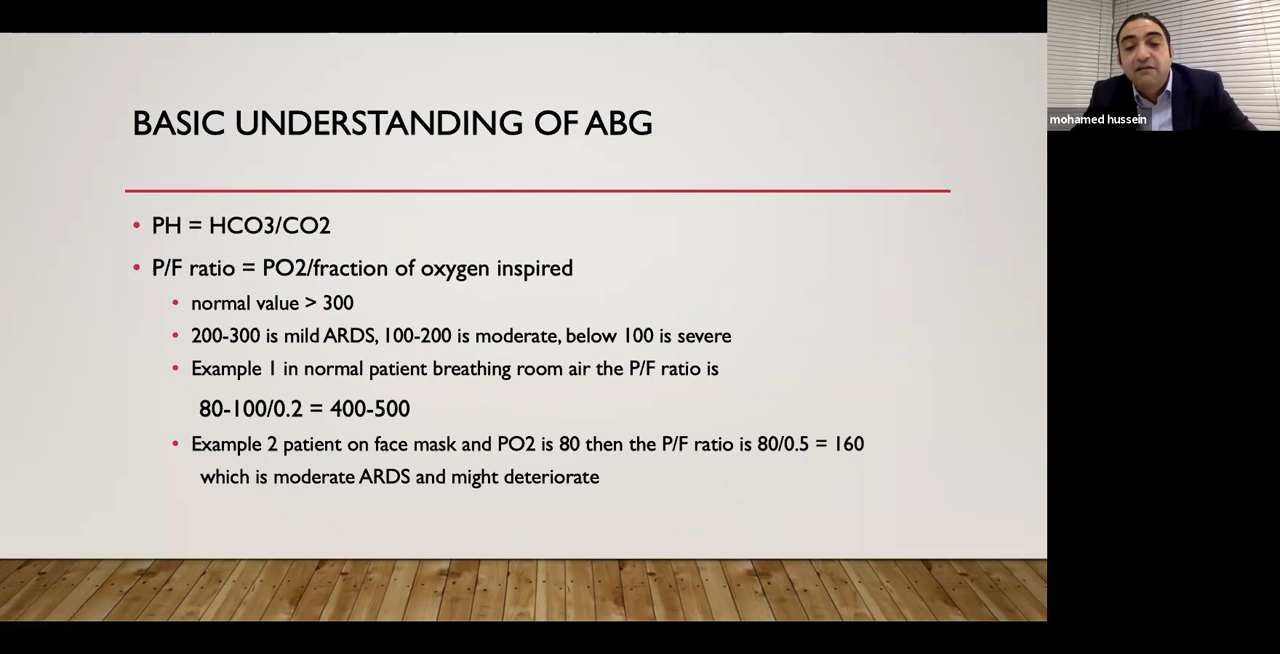 BASIC UNDERSTANDING OF ABG
• PH = HCO3/CO2
• P/F ratio = PO2/fraction of oxygen inspired
• normal value > 300
• 200-300 is mild ARDS, 100-200 is moderate, below 100 is severe
• Example 1 in normal patient breathing room air the P/F ratio is
80-100/0.2 = 400-500
• Example 2 patient on face mask and PO2 is 80 then the P/F ratio is 80/0.5 = 160
which is moderate ARDS and might deteriorate
mohamed hussein